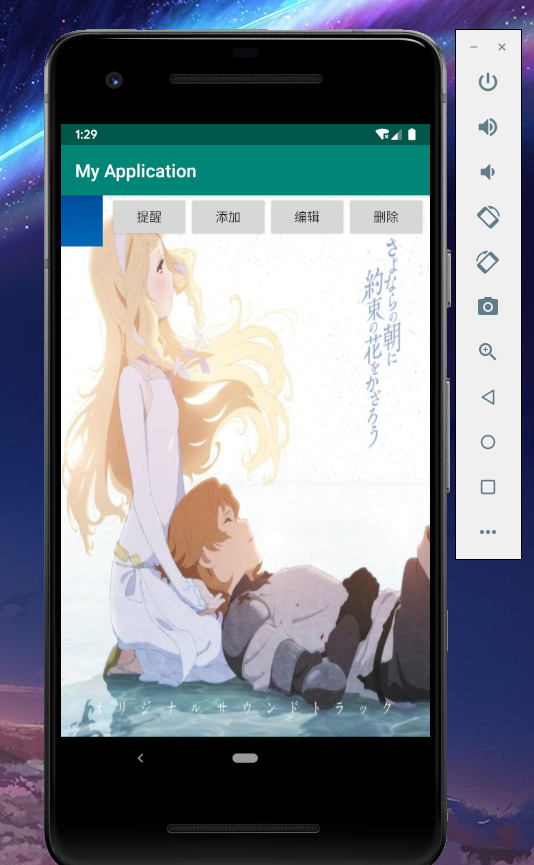 1:29
My Application
提醒
添加
编辑
删除
さよならの朝に
約束の花をかざろう
オリジナルサウンドトラック